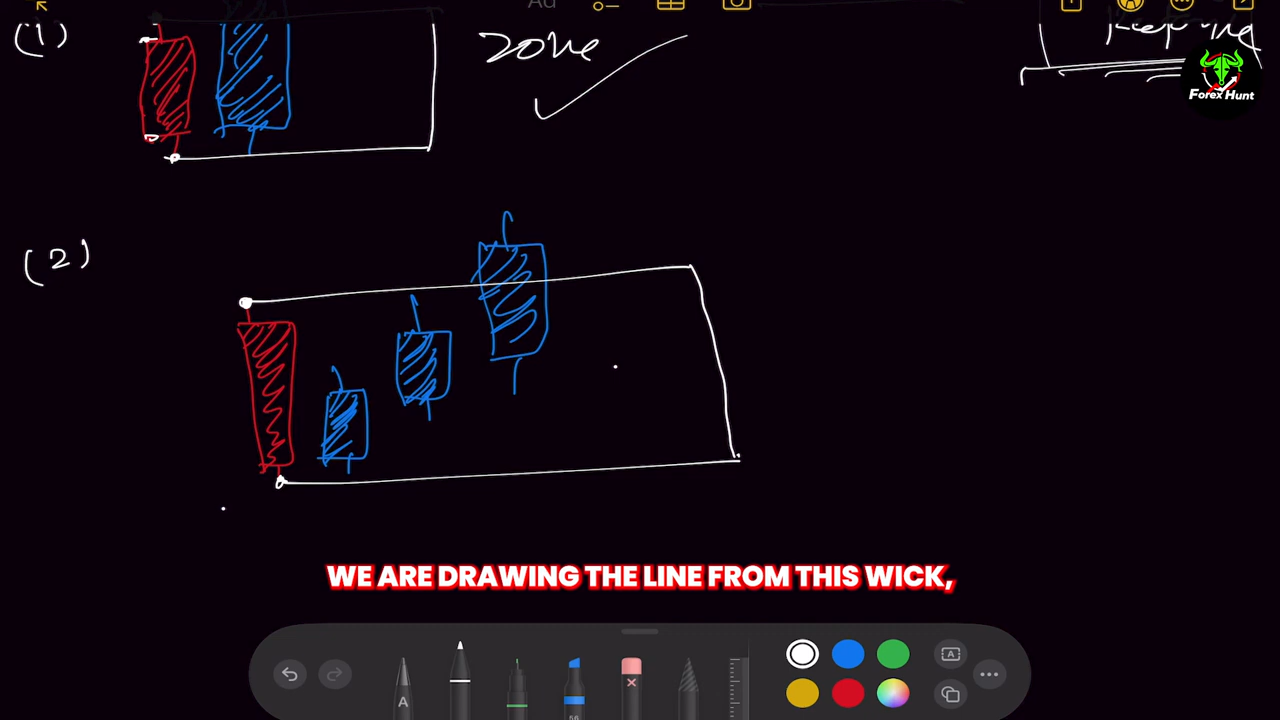 (1)
zone
Forex Hunt
(2)
WE ARE DRAWING THE LINE FROM THIS WICK,
A
A